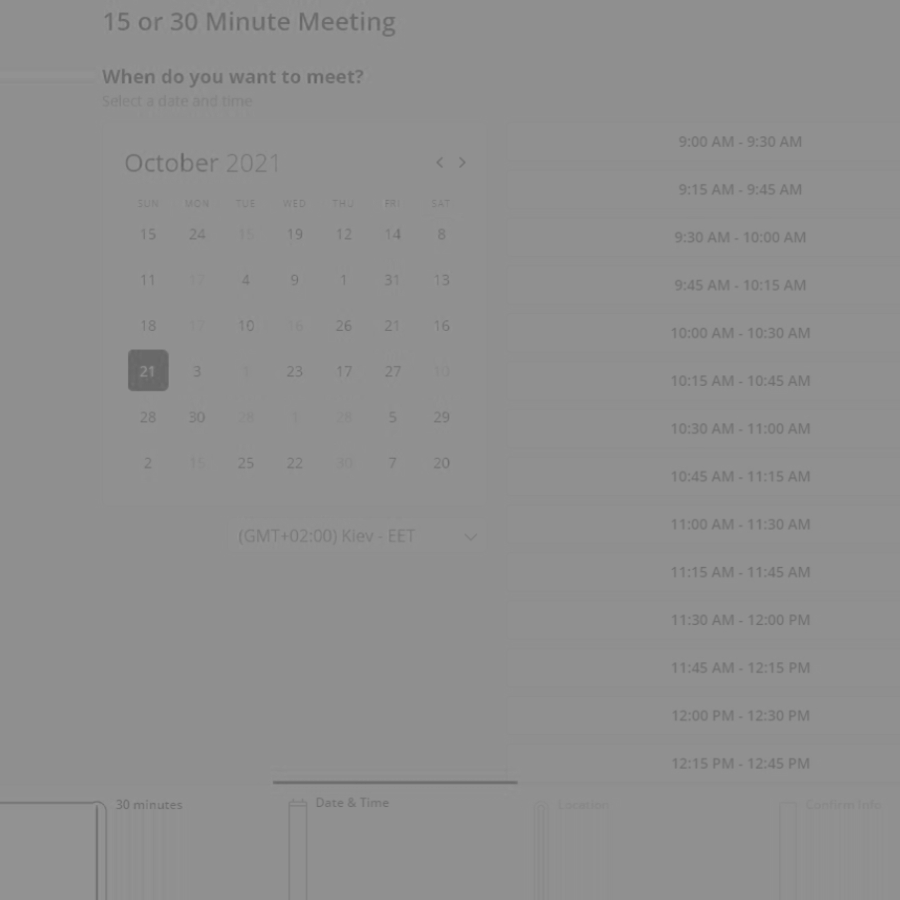 15 or 30 Minute Meeting
When do you want to meet?
Select a date and time
October 2021
SUN MON TUE WED THU FRI SAT
15 24 15 19 12 14 8
11 17 4 9 1 31 13
18 10 16 26 21 16
21 3 23 17 27
28 30 5 29
2 15 25 22 30 7 20
(GMT+02:00) Kiev - EET
9:00 AM - 9:30 AM
9:15 AM - 9:45 AM
9:30 AM - 10:00 AM
9:45 AM - 10:15 AM
10:00 AM - 10:30 AM
10:15 AM - 10:45 AM
10:30 AM - 11:00 AM
10:45 AM - 11:15 AM
11:00 AM - 11:30 AM
11:15 AM - 11:45 AM
11:30 AM - 12:00 PM
11:45 AM - 12:15 PM
12:00 PM - 12:30 PM
12:15 PM - 12:45 PM
30 minutes
Date & Time
Location
Confirm Info